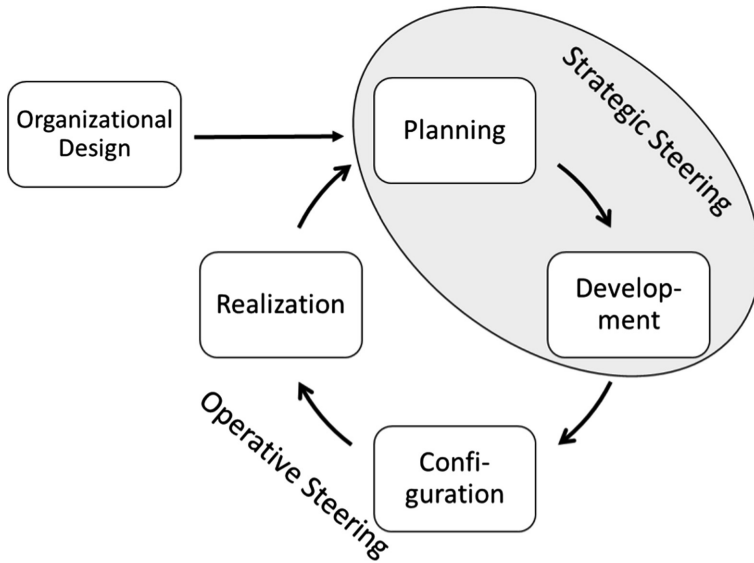 Organizational
Design
Planning
Strategic Steering
Develop-
ment
Realization
Confi-
guration
Operative Steering